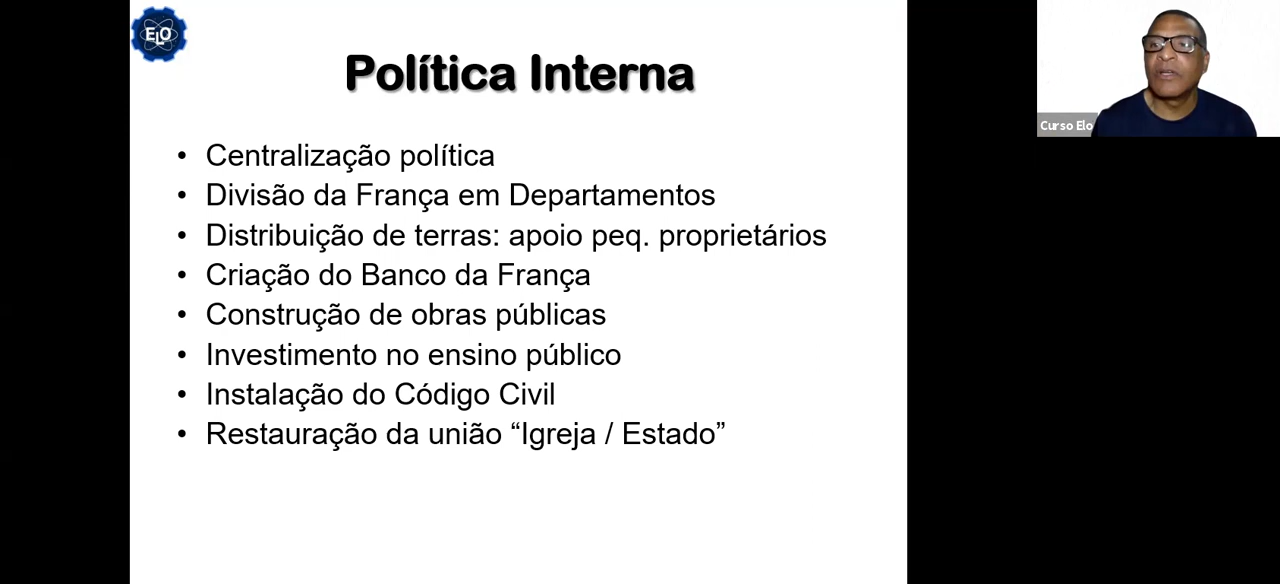 ELO
Política Interna
• Centralização política
• Divisão da França em Departamentos
• Distribuição de terras: apoio peq. proprietários
• Criação do Banco da França
• Construção de obras públicas
• Investimento no ensino público
• Instalação do Código Civil
• Restauração da união “Igreja / Estado”
Curso Elo